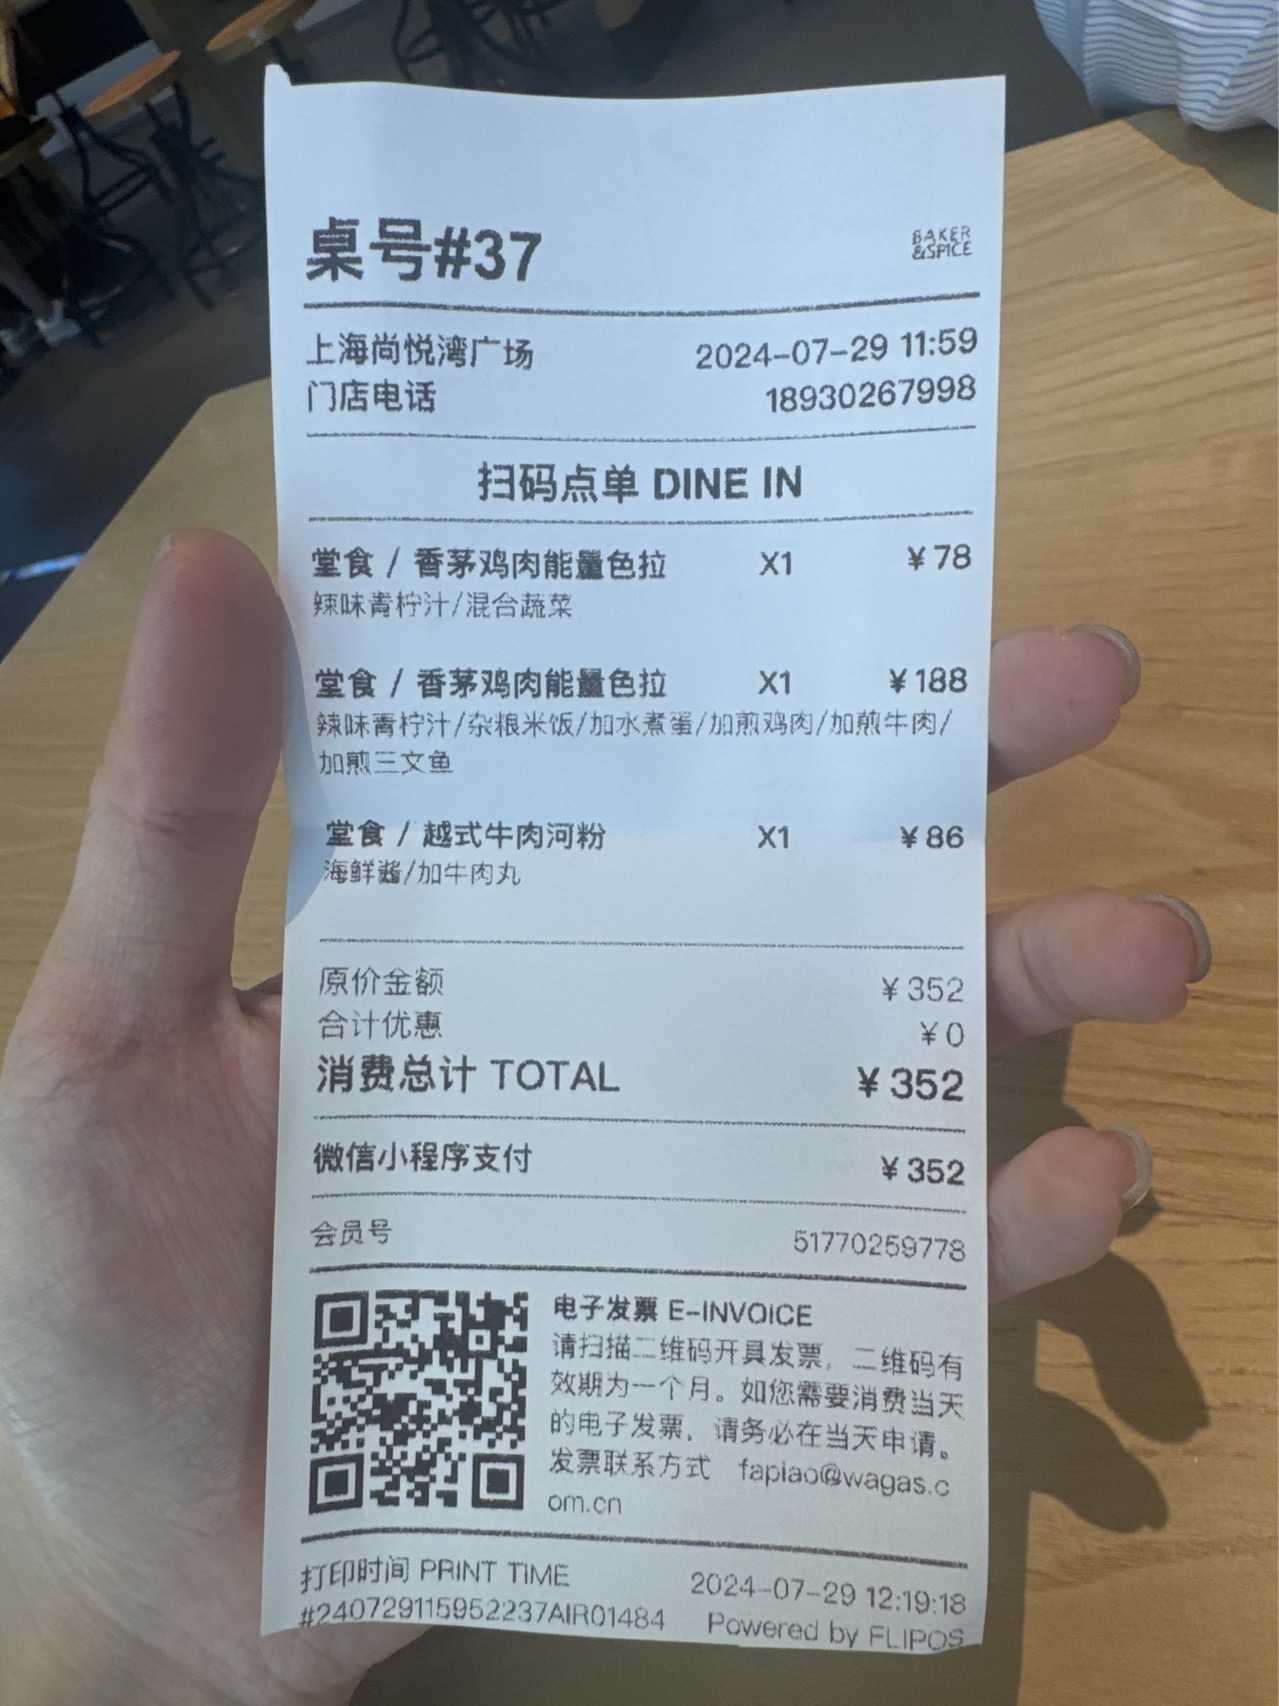 桌号#37
BAKER
&SPICE
上海尚悦湾广场 2024-07-29 11:59
门店电话 18930267998
扫码点单 DINE IN
堂食 / 香茅鸡肉能量色拉 X1 ¥78
辣味青柠汁/混合蔬菜
堂食 / 香茅鸡肉能量色拉 X1 ¥188
辣味青柠汁/杂粮米饭/加水煮蛋/加煎鸡肉/加煎牛肉/
加煎三文鱼
堂食 / 越式牛肉河粉 X1 ¥86
海鲜酱/加牛肉丸
原价金额 ¥352
合计优惠 ¥0
消费总计 TOTAL ¥352
微信小程序支付 ¥352
会员号 51770259778
电子发票 E-INVOICE
请扫描二维码开具发票，二维码有
效期为一个月。如您需要消费当天
的电子发票，请务必在当天申请。
发票联系方式 fapiao@wagas.c
om.cn
打印时间 PRINT TIME 2024-07-29 12:19:18
#240729115952237AIR01484 Powered by FLIPOS